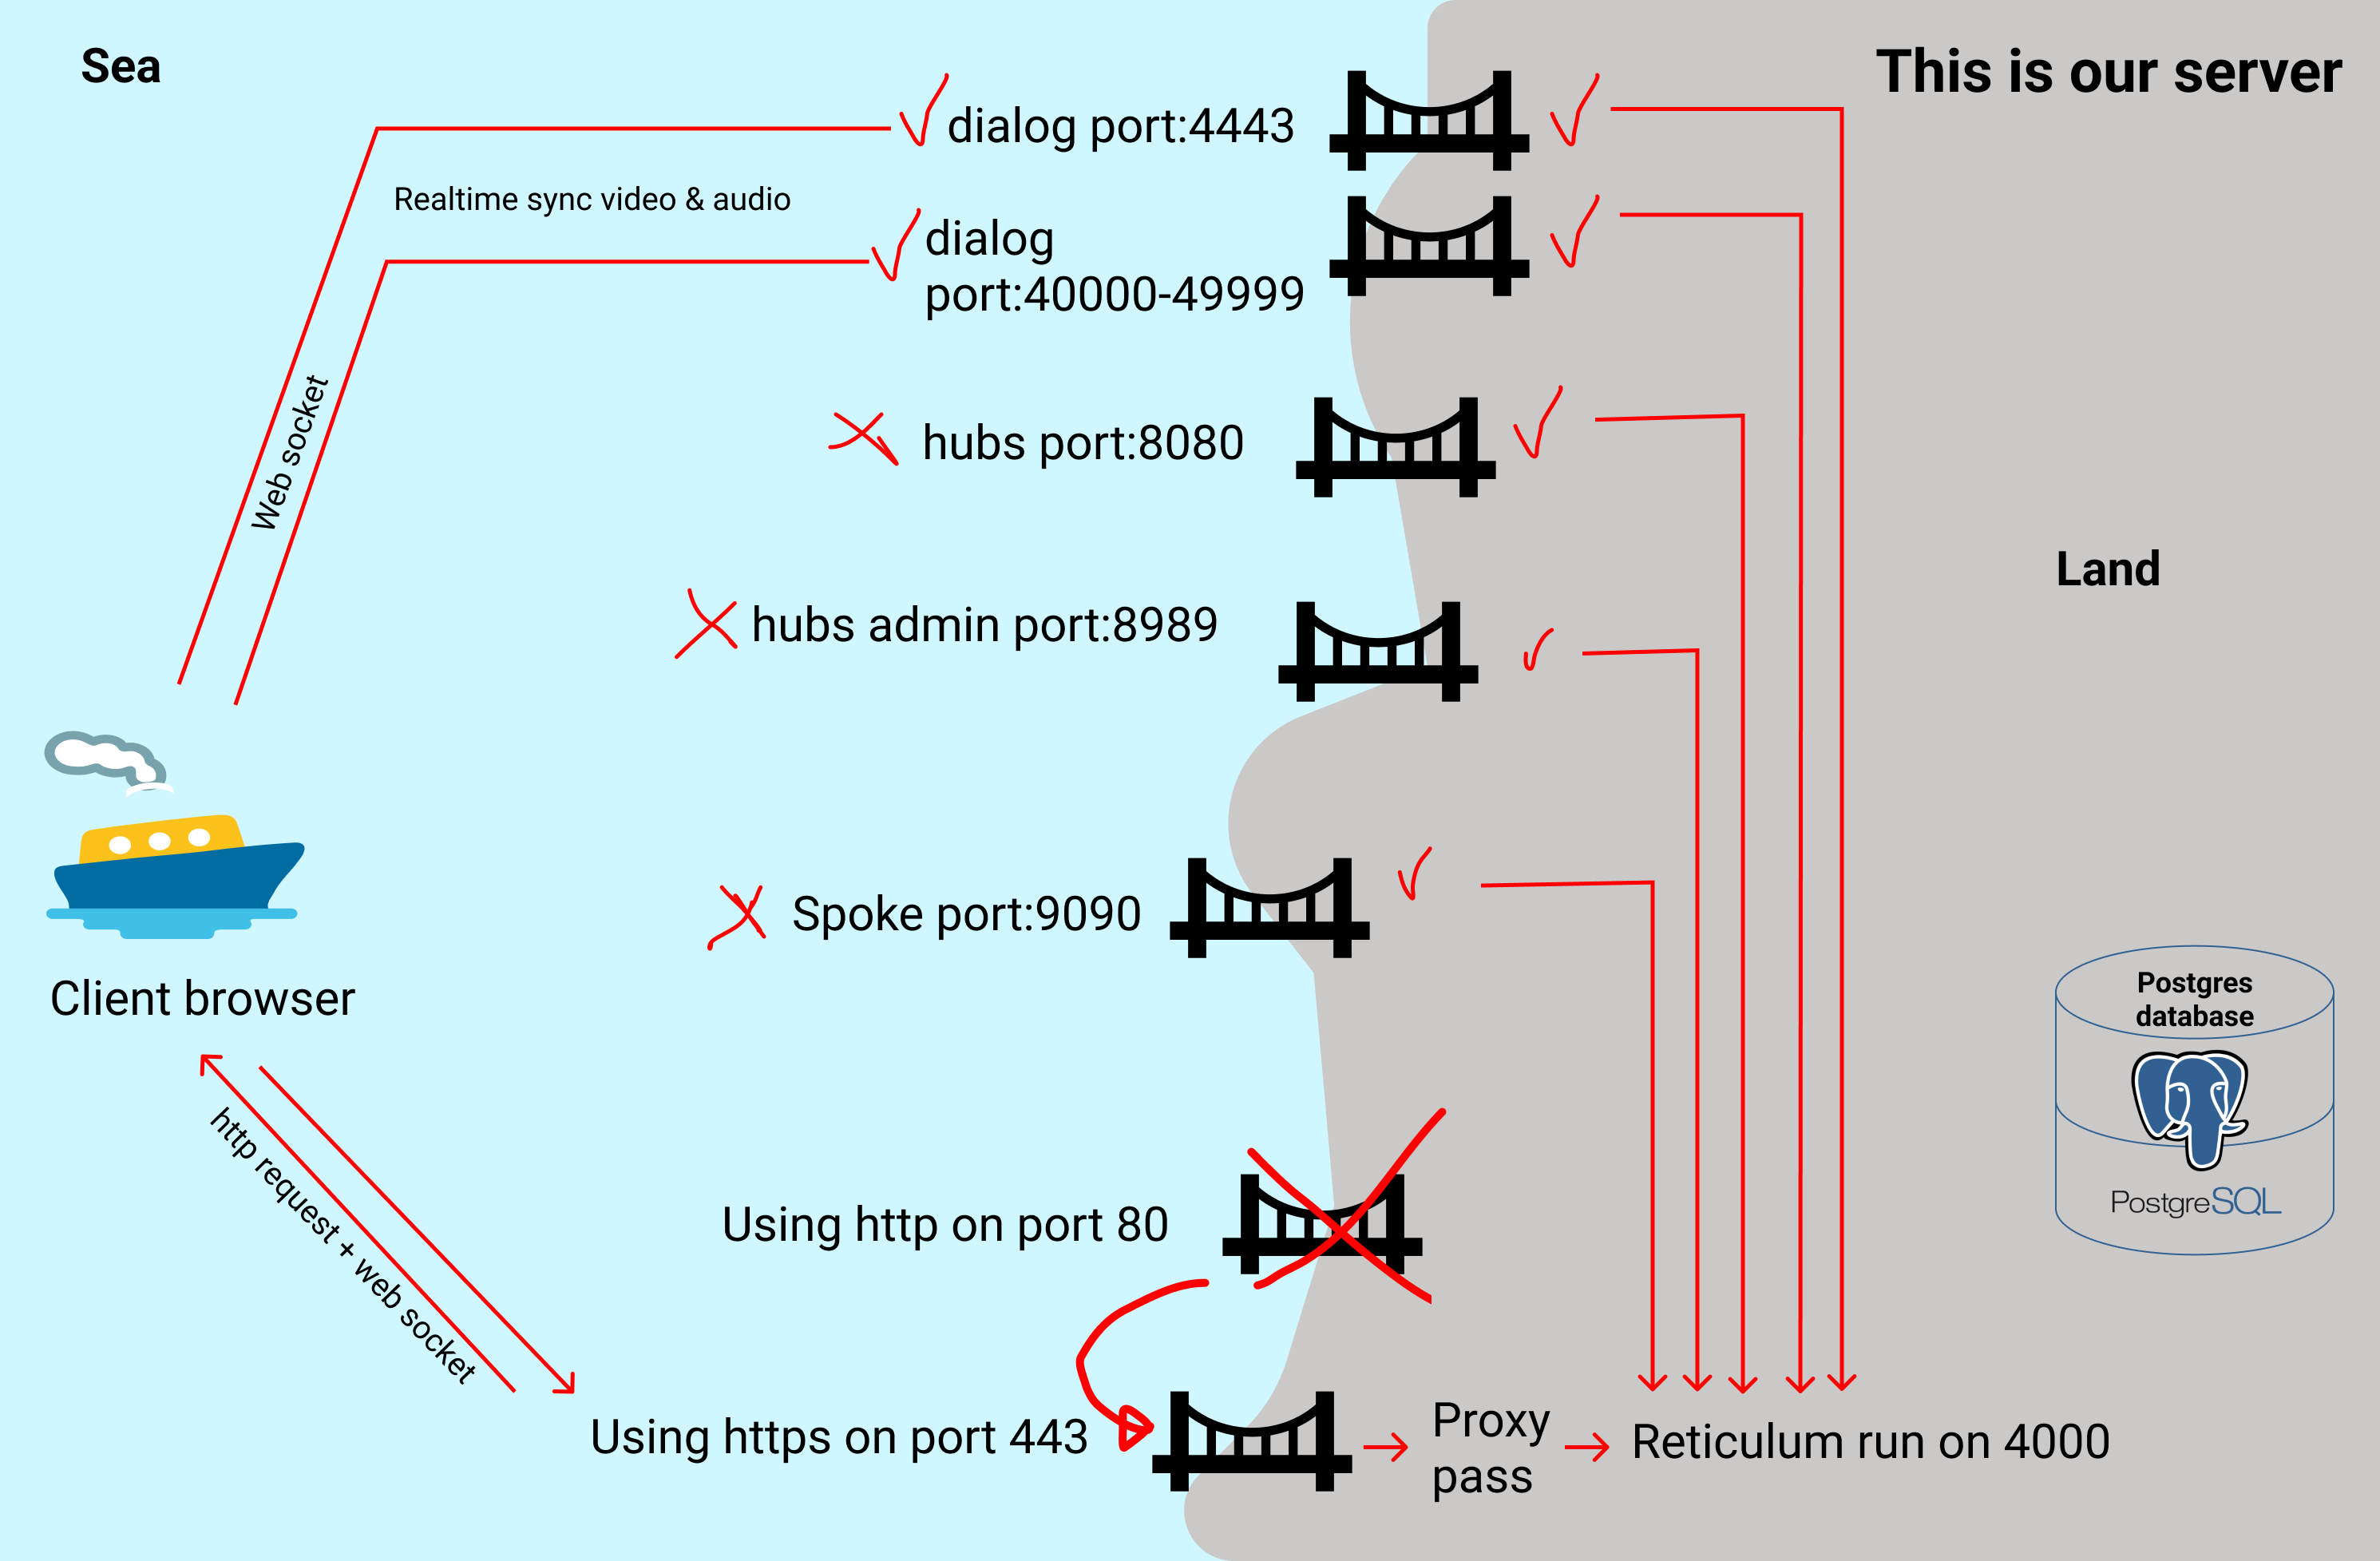 Sea
This is our server
dialog port:4443
Realtime sync video & audio
dialog
port:40000-49999
Web socket
hubs port:8080
Land
hubs admin port:8989
Spoke port:9090
Client browser
Postgres
database
PostgreSQL
http request + web socket
Using http on port 80
Using https on port 443
Proxy
pass
Reticulum run on 4000